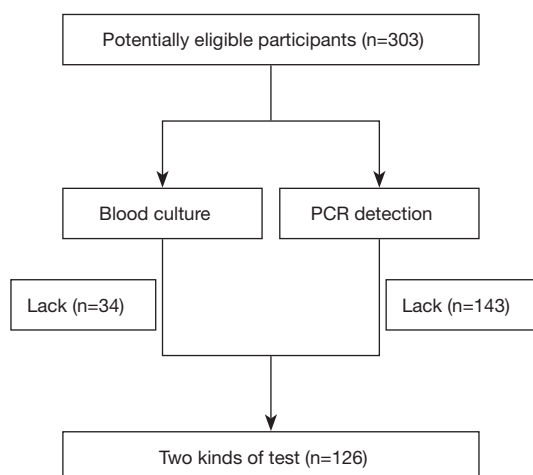 Potentially eligible participants (n=303)
Blood culture
PCR detection
Lack (n=34)
Lack (n=143)
Two kinds of test (n=126)